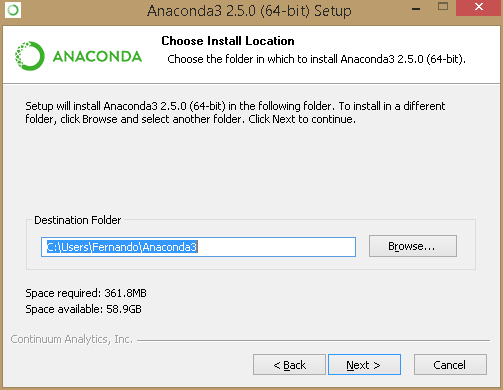 Anaconda3 2.5.0 (64-bit) Setup
ANACONDA
Choose Install Location
Choose the folder in which to install Anaconda3 2.5.0 (64-bit).
Setup will install Anaconda3 2.5.0 (64-bit) in the following folder. To install in a different
folder, click Browse and select another folder. Click Next to continue.
Destination Folder
C:\Users\Fernando\Anaconda3
Browse...
Space required: 361.8MB
Space available: 58.9GB
Continuum Analytics, Inc.
< Back
Next >
Cancel